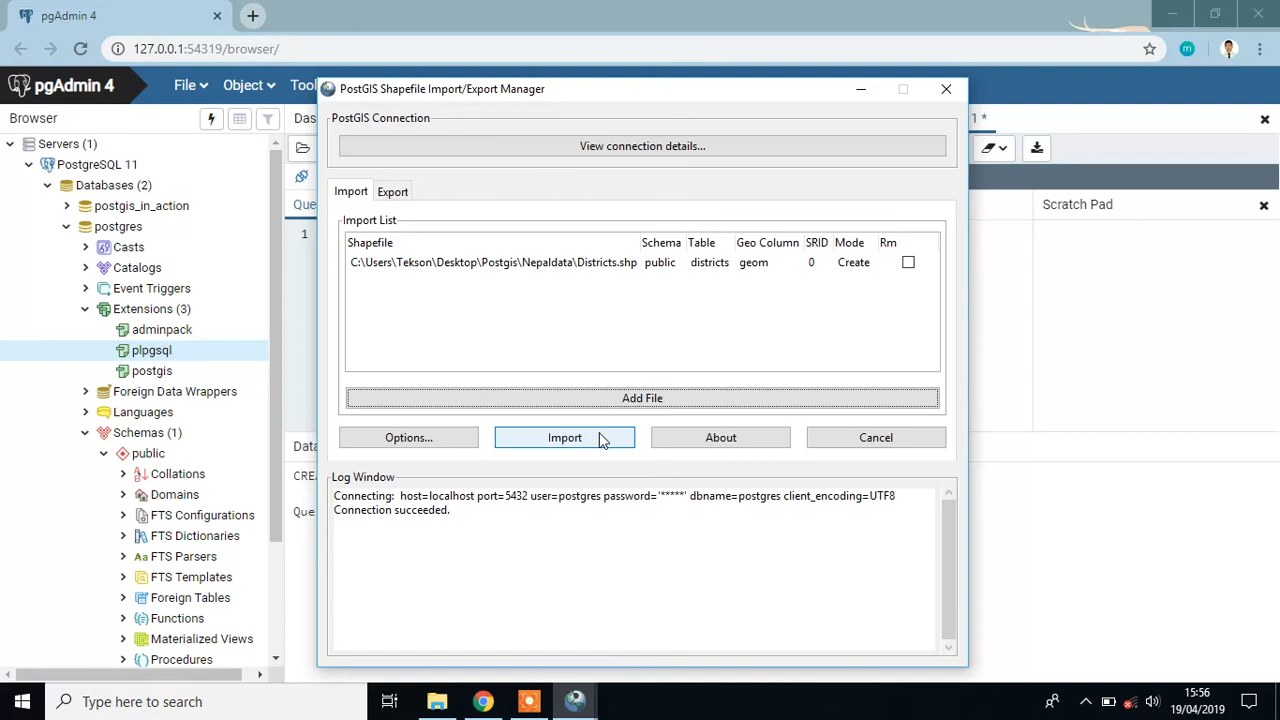 pgAdmin 4
127.0.0.1:54319/browser/
pgAdmin 4
File
Object
Browser
Servers (1)
PostgreSQL 11
Databases (2)
postgis_in_action
postgres
Casts
Catalogs
Event Triggers
Extensions (3)
adminpack
plpgsql
postgis
Foreign Data Wrappers
Languages
Schemas (1)
public
Collations
Domains
FTS Configurations
FTS Dictionaries
Aa FTS Parsers
FTS Templates
Foreign Tables
Functions
Materialized Views
Procedures
1 *
1
Scratch Pad
PostGIS Shapefile Import/Export Manager
PostGIS Connection
View connection details...
Import Export
Import List
Shapefile Schema Table Geo Column SRID Mode Rm
C:\Users\Tekson\Desktop\Postgis\Nepaldata\Districts.shp public districts geom 0 Create
Add File
Options... Import About Cancel
Log Window
Connecting: host=localhost port=5432 user=postgres password='*****' dbname=postgres client_encoding=UTF8
Connection succeeded.
Type here to search
15:56
19/04/2019